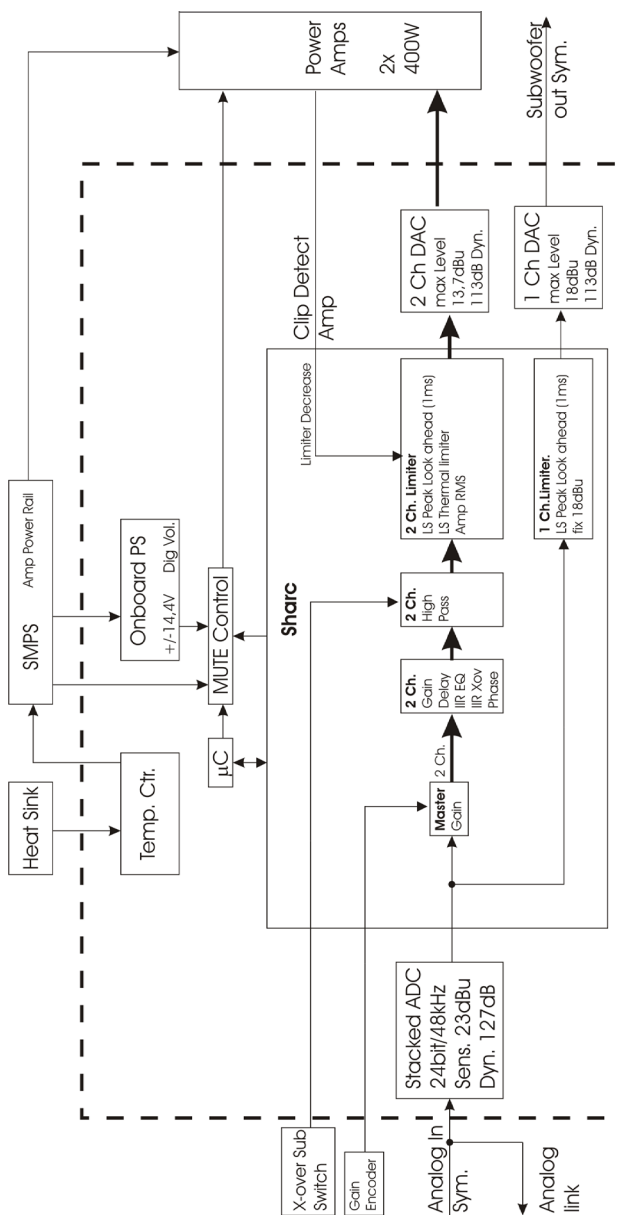 Heat Sink
SMPS
Amp Power Rail
Temp. Ctr.
Onboard PS
+/-14,4V Dig Vol.
µC
MUTE Control
Power
Amps
2x
400W
Clip Detect
Amp
X-over Sub
Switch
Gain
Encoder
Analog In
Sym.
Analog
link
Stacked ADC
24bit/48kHz
Sens. 23dBu
Dyn. 127dB
Sharc
Limiter Decrease
Master
Gain
2 Ch.
2 Ch.
Gain
Delay
IIR EQ
IIR Xov
Phase
2 Ch.
High
Pass
2 Ch. Limiter
LS Peak Look ahead (1ms)
LS Thermal limiter
Amp RMS
2 Ch DAC
max Level
13,7dBu
113dB Dyn.
1 Ch.Limiter.
LS Peak Look ahead (1ms)
fix 18dBu
1 Ch DAC
max Level
18dBu
113dB Dyn.
Subwoofer
out Sym.